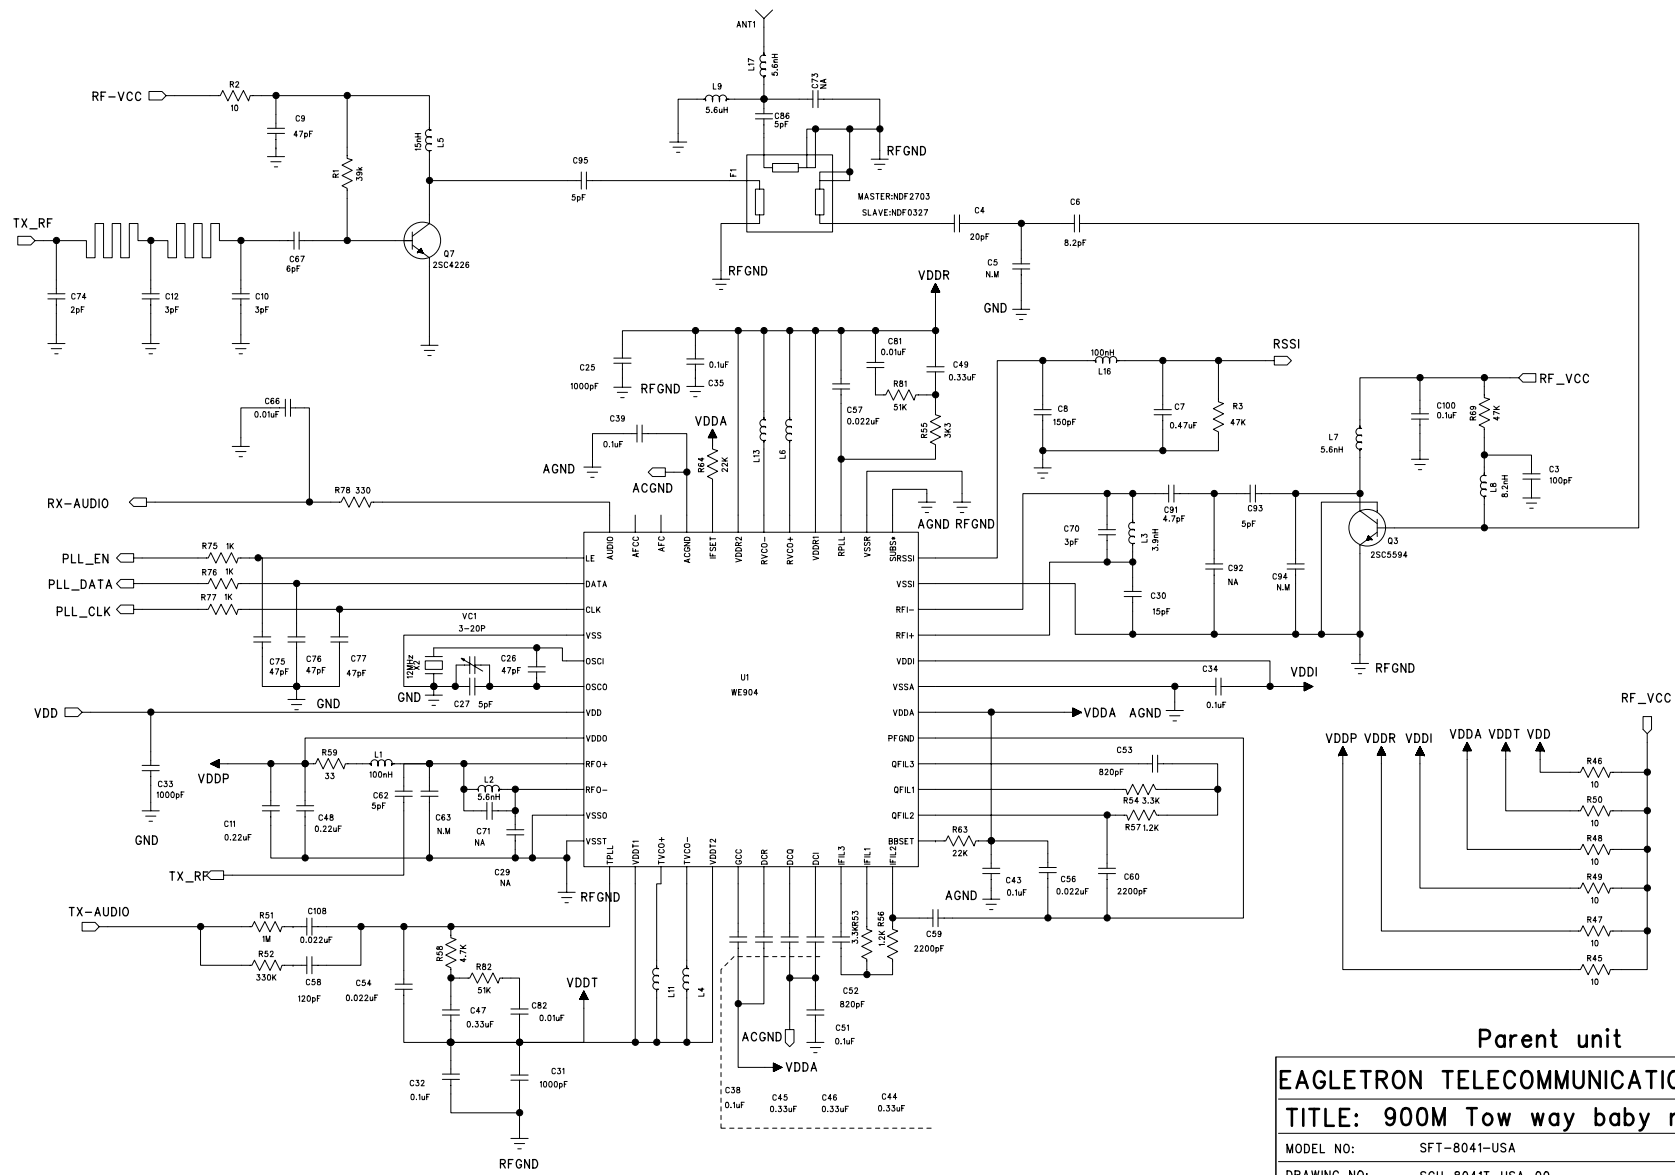 ANT1
L17
5.6nH
C73
NA
L9
5.6uH
C86
5pF
RFGND
RF-VCC
R2
10
C9
47pF
15nH
L5
R1
39k
C95
5pF
F1
MASTER:NDF2703
SLAVE:NDF0327
C4
20pF
C6
8.2pF
C5
N.M
GND
RFGND
TX_RF
C67
6pF
Q7
2SC4226
C74
2pF
C12
3pF
C10
3pF
VDDR
C25
1000pF
RFGND
0.1uF
C35
C81
0.01uF
R81
51K
C49
0.33uF
C57
0.022uF
R55
3K3
L13
L6
100nH
L16
RSSI
C8
150pF
C7
0.47uF
R3
47K
RF_VCC
C100
0.1uF
R69
47K
L7
5.6nH
L8
8.2nH
C3
100pF
C66
0.01uF
C39
0.1uF
VDDA
R64
22K
AGND
ACGND
RX-AUDIO
R78 330
AGND RFGND
C91
4.7pF
C93
5pF
C70
3pF
L3
3.9nH
C92
NA
C94
N.M
C30
15pF
Q3
2SC5594
RFGND
PLL_EN
R75 1K
PLL_DATA
R76 1K
PLL_CLK
R77 1K
C75
47pF
C76
47pF
C77
47pF
GND
VC1
3-20P
12MHz
X2
C26
47pF
GND
C27 5pF
AUDIO
AFCC
AFC
ACGND
IFSET
VDDR2
RVCO-
RVCO+
VDDR1
RPLL
VSSR
SUBS*
LE
DATA
CLK
VSS
OSCI
OSCO
VDD
VDDO
RFO+
RFO-
VSSO
VSST
U1
WE904
RSSI
VSSI
RFI-
RFI+
VDDI
VSSA
VDDA
PFGND
QFIL3
QFIL1
QFIL2
BBSET
TPLL
VDDT1
TVCO+
TVCO-
VDDT2
GCC
DCR
DCQ
DCI
IFIL3
IFIL1
IFIL2
C34
0.1uF
VDDI
VDDA AGND
C53
820pF
R54 3.3K
R57 1.2K
R63
22K
AGND
C43
0.1uF
C56
0.022uF
C60
2200pF
VDD
C33
1000pF
GND
VDDP
R59
33
L1
100nH
C62
5pF
L2
5.6nH
C63
N.M
C71
NA
C11
0.22uF
C48
0.22uF
C29
NA
TX_RF
RFGND
TX-AUDIO
R51
1M
C108
0.022uF
R52
330K
C58
120pF
C54
0.022uF
R58
4.7K
R82
51K
C47
0.33uF
C82
0.01uF
VDDT
L11
L4
C32
0.1uF
C31
1000pF
RFGND
3.3K R53
1.2K R56
C59
2200pF
C52
820pF
C51
0.1uF
ACGND
VDDA
C38
0.1uF
C45
0.33uF
C46
0.33uF
C44
0.33uF
RF_VCC
VDDP VDDR VDDI VDDA VDDT VDD
R46
10
R50
10
R48
10
R49
10
R47
10
R45
10
Parent unit
EAGLETRON TELECOMMUNICATIO
TITLE: 900M Tow way baby
MODEL NO: SFT-8041-USA